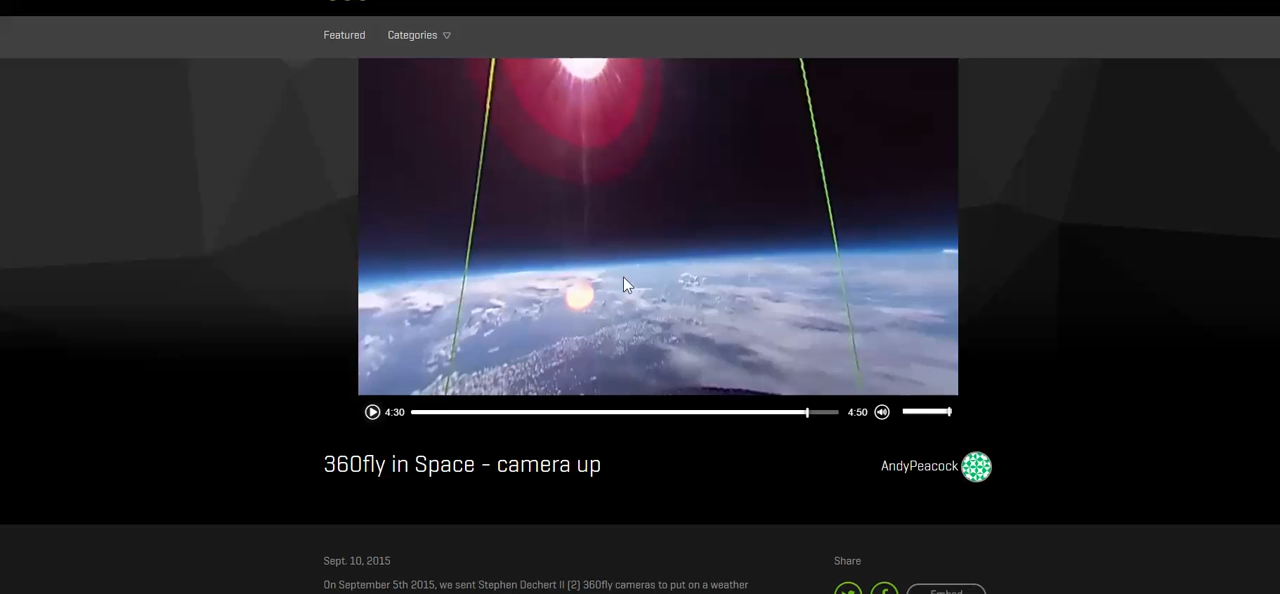 Featured Categories
4:30 4:50
360fly in Space - camera up
AndyPeacock
Sept. 10, 2015
Share
On September 5th 2015, we sent Stephen Dechert II (2) 360fly cameras to put on a weather
Embed